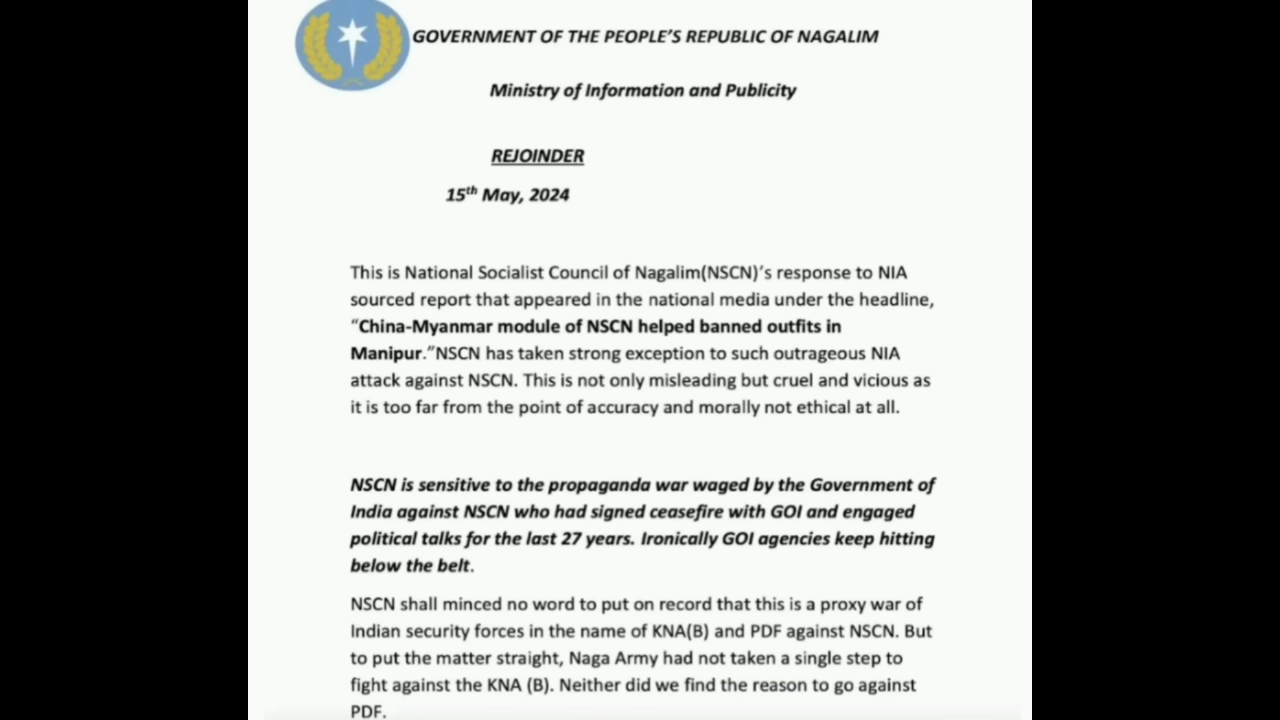 GOVERNMENT OF THE PEOPLE'S REPUBLIC OF NAGALIM
Ministry of Information and Publicity
REJOINDER
15th May, 2024
This is National Socialist Council of Nagalim(NSCN)'s response to NIA
sourced report that appeared in the national media under the headline,
"China-Myanmar module of NSCN helped banned outfits in
Manipur."NSCN has taken strong exception to such outrageous NIA
attack against NSCN. This is not only misleading but cruel and vicious as
it is too far from the point of accuracy and morally not ethical at all.
NSCN is sensitive to the propaganda war waged by the Government of
India against NSCN who had signed ceasefire with GOI and engaged
political talks for the last 27 years. Ironically GOI agencies keep hitting
below the belt.
NSCN shall minced no word to put on record that this is a proxy war of
Indian security forces in the name of KNA(B) and PDF against NSCN. But
to put the matter straight, Naga Army had not taken a single step to
fight against the KNA (B). Neither did we find the reason to go against
PDF.